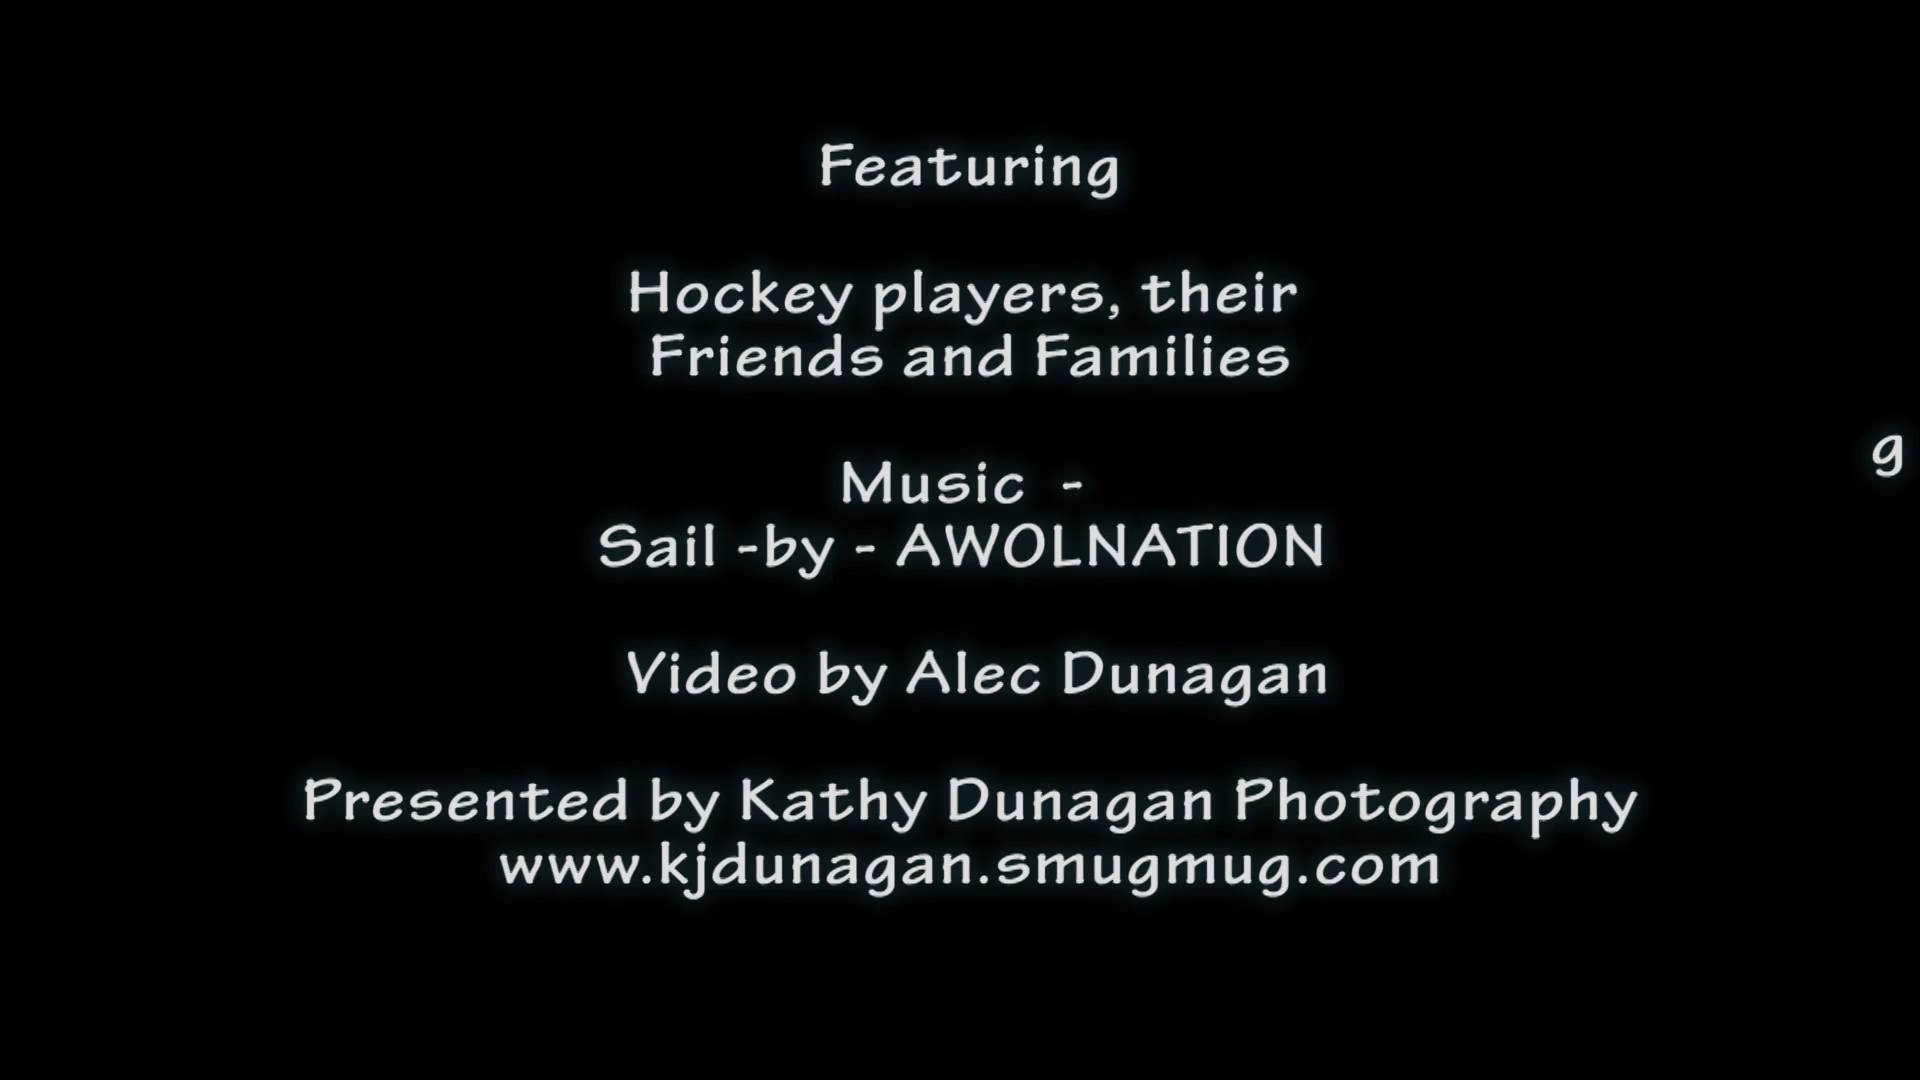 Featuring
Hockey players, their
Friends and Families
g
Music -
Sail -by - AWOLNATION
Video by Alec Dunagan
Presented by Kathy Dunagan Photography
www.kjdunagan.smugmug.com